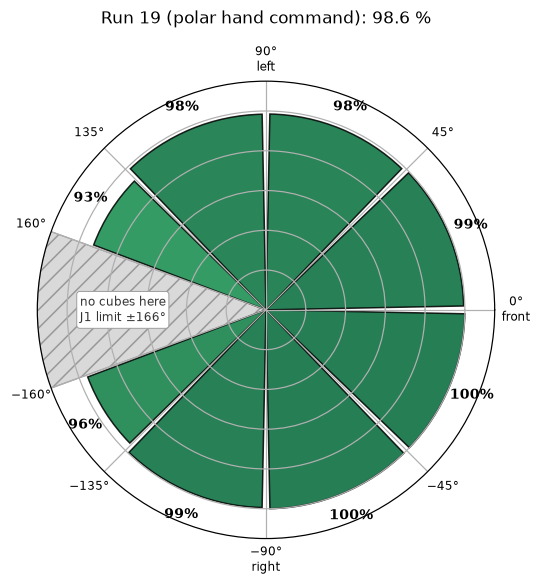 Run 19 (polar hand command): 98.6 %
90°
left
98%
98%
135°
45°
93%
99%
160°
no cubes here
J1 limit ±166°
0°
front
−160°
100%
96%
−135°
−45°
99%
100%
−90°
right